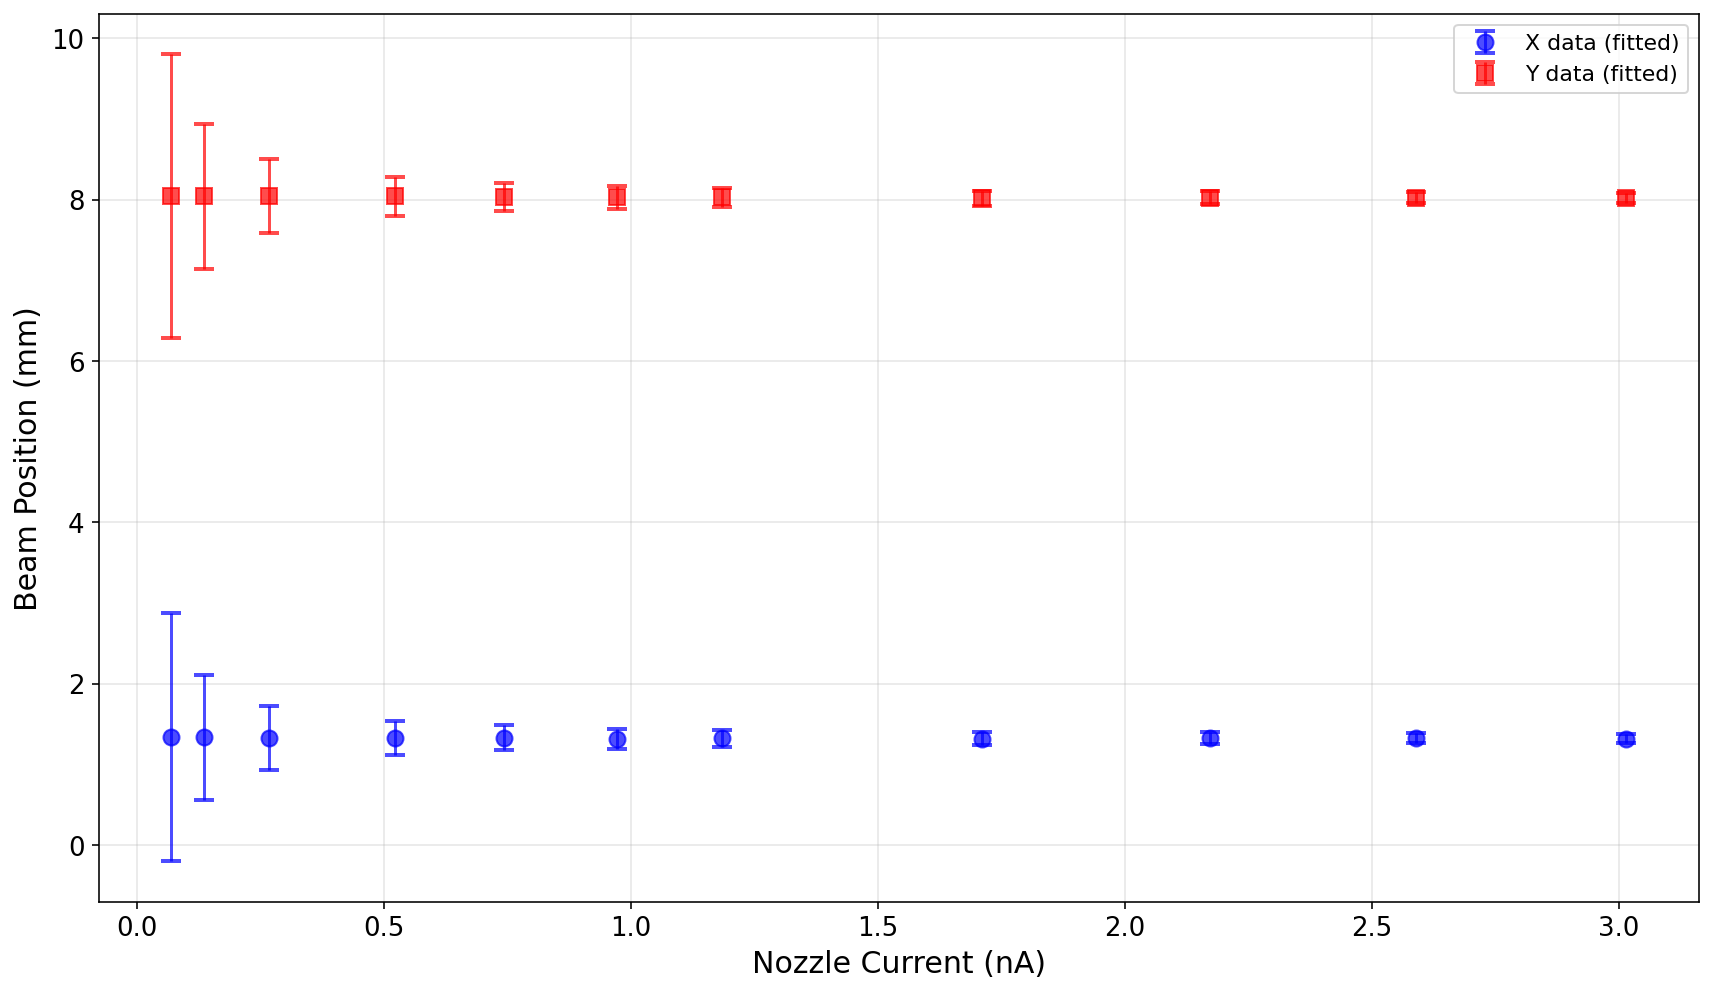 X data (fitted)
Y data (fitted)
10
8
6
4
2
0
Beam Position (mm)
0.0 0.5 1.0 1.5 2.0 2.5 3.0
Nozzle Current (nA)